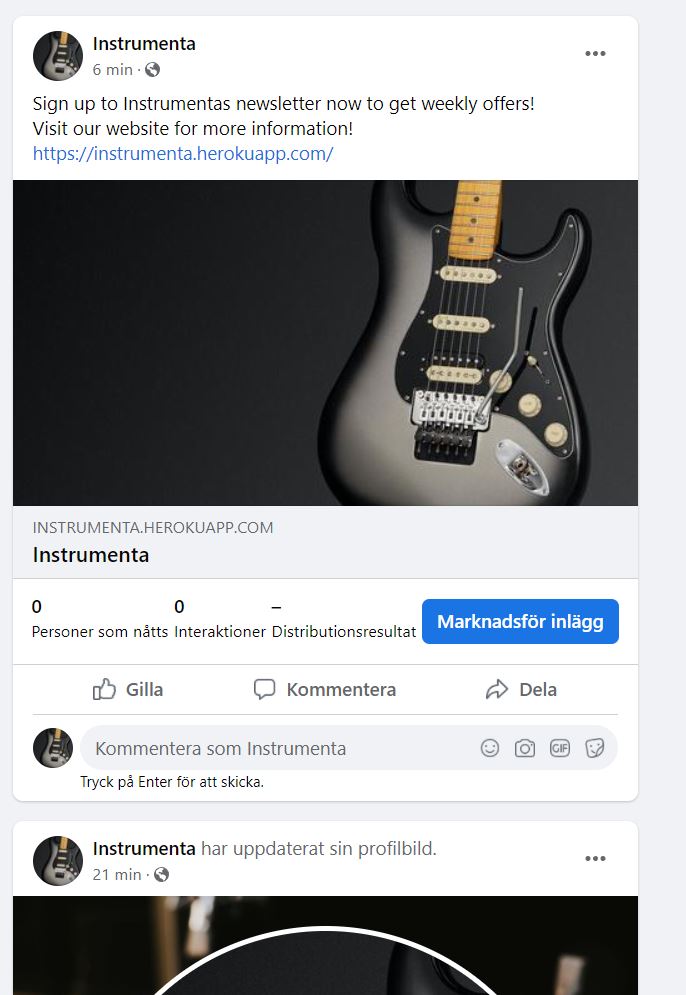 Instrumenta
6 min ·
Sign up to Instrumentas newsletter now to get weekly offers!
Visit our website for more information!
https://instrumenta.herokuapp.com/
INSTRUMENTA.HEROKUAPP.COM
Instrumenta
0 0 –
Personer som nåtts Interaktioner Distributionsresultat
Marknadsför inlägg
Gilla Kommentera Dela
Kommentera som Instrumenta GIF
Tryck på Enter för att skicka.
Instrumenta har uppdaterat sin profilbild.
21 min ·